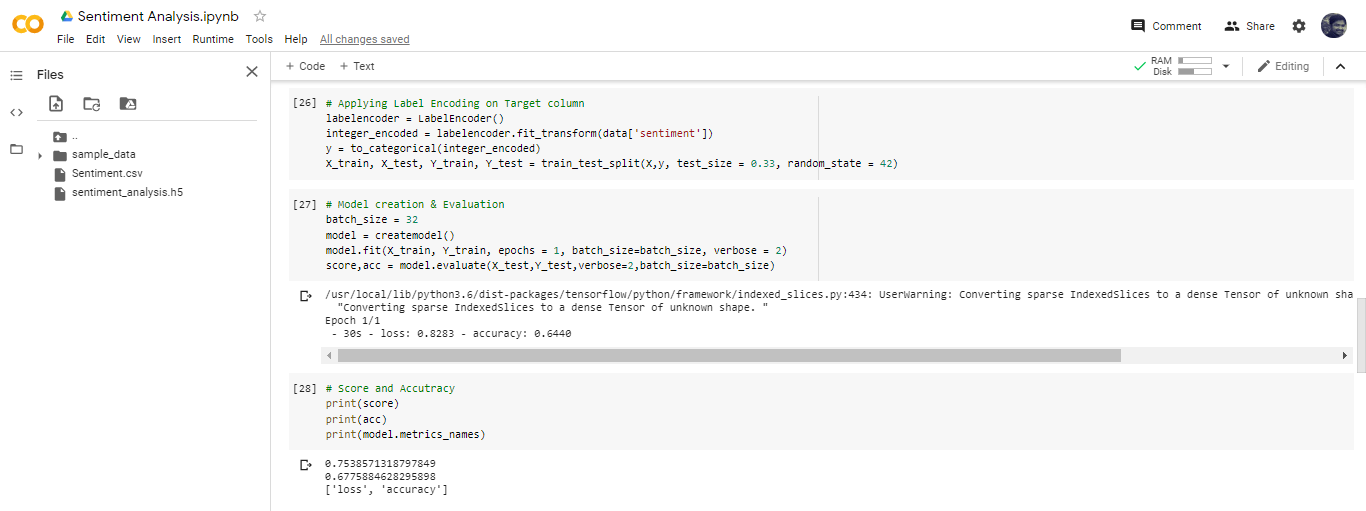 Sentiment Analysis.ipynb
File Edit View Insert Runtime Tools Help All changes saved
Comment Share
Files
+ Code + Text
RAM
Disk
Editing
..
sample_data
Sentiment.csv
sentiment_analysis.h5
[26] # Applying Label Encoding on Target column
labelencoder = LabelEncoder()
integer_encoded = labelencoder.fit_transform(data['sentiment'])
y = to_categorical(integer_encoded)
X_train, X_test, Y_train, Y_test = train_test_split(X,y, test_size = 0.33, random_state = 42)
[27] # Model creation & Evaluation
batch_size = 32
model = createmodel()
model.fit(X_train, Y_train, epochs = 1, batch_size=batch_size, verbose = 2)
score,acc = model.evaluate(X_test,Y_test,verbose=2,batch_size=batch_size)
/usr/local/lib/python3.6/dist-packages/tensorflow/python/framework/indexed_slices.py:434: UserWarning: Converting sparse IndexedSlices to a dense Tensor of unknown sha
"Converting sparse IndexedSlices to a dense Tensor of unknown shape. "
Epoch 1/1
- 30s - loss: 0.8283 - accuracy: 0.6440
[28] # Score and Accutracy
print(score)
print(acc)
print(model.metrics_names)
0.7538571318797849
0.6775884628295898
['loss', 'accuracy']